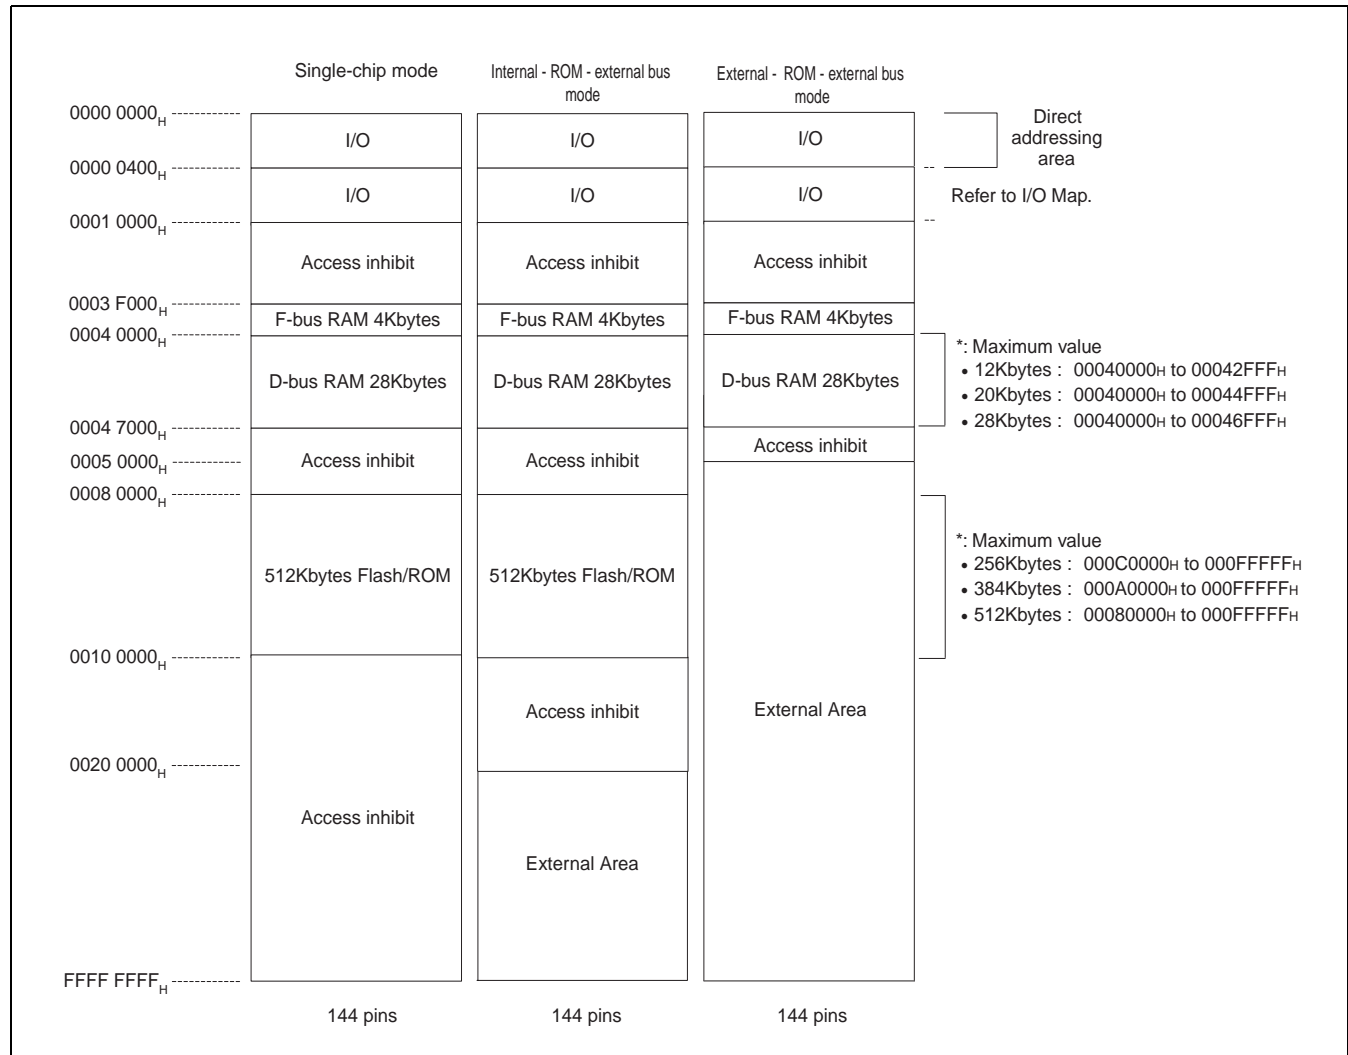 Single-chip mode
Internal - ROM - external bus
mode
External - ROM - external bus
mode
0000 0000H
I/O
I/O
I/O
Direct
addressing
area
0000 0400H
I/O
I/O
I/O
Refer to I/O Map.
0001 0000H
Access inhibit
Access inhibit
Access inhibit
0003 F000H
F-bus RAM 4Kbytes
F-bus RAM 4Kbytes
F-bus RAM 4Kbytes
0004 0000H
D-bus RAM 28Kbytes
D-bus RAM 28Kbytes
D-bus RAM 28Kbytes
*: Maximum value
• 12Kbytes : 00040000H to 00042FFFH
• 20Kbytes : 00040000H to 00044FFFH
• 28Kbytes : 00040000H to 00046FFFH
0004 7000H
Access inhibit
Access inhibit
Access inhibit
0005 0000H
0008 0000H
512Kbytes Flash/ROM
512Kbytes Flash/ROM
*: Maximum value
• 256Kbytes : 000C0000H to 000FFFFFH
• 384Kbytes : 000A0000H to 000FFFFFH
• 512Kbytes : 00080000H to 000FFFFFH
0010 0000H
Access inhibit
External Area
0020 0000H
Access inhibit
External Area
FFFF FFFFH
144 pins
144 pins
144 pins